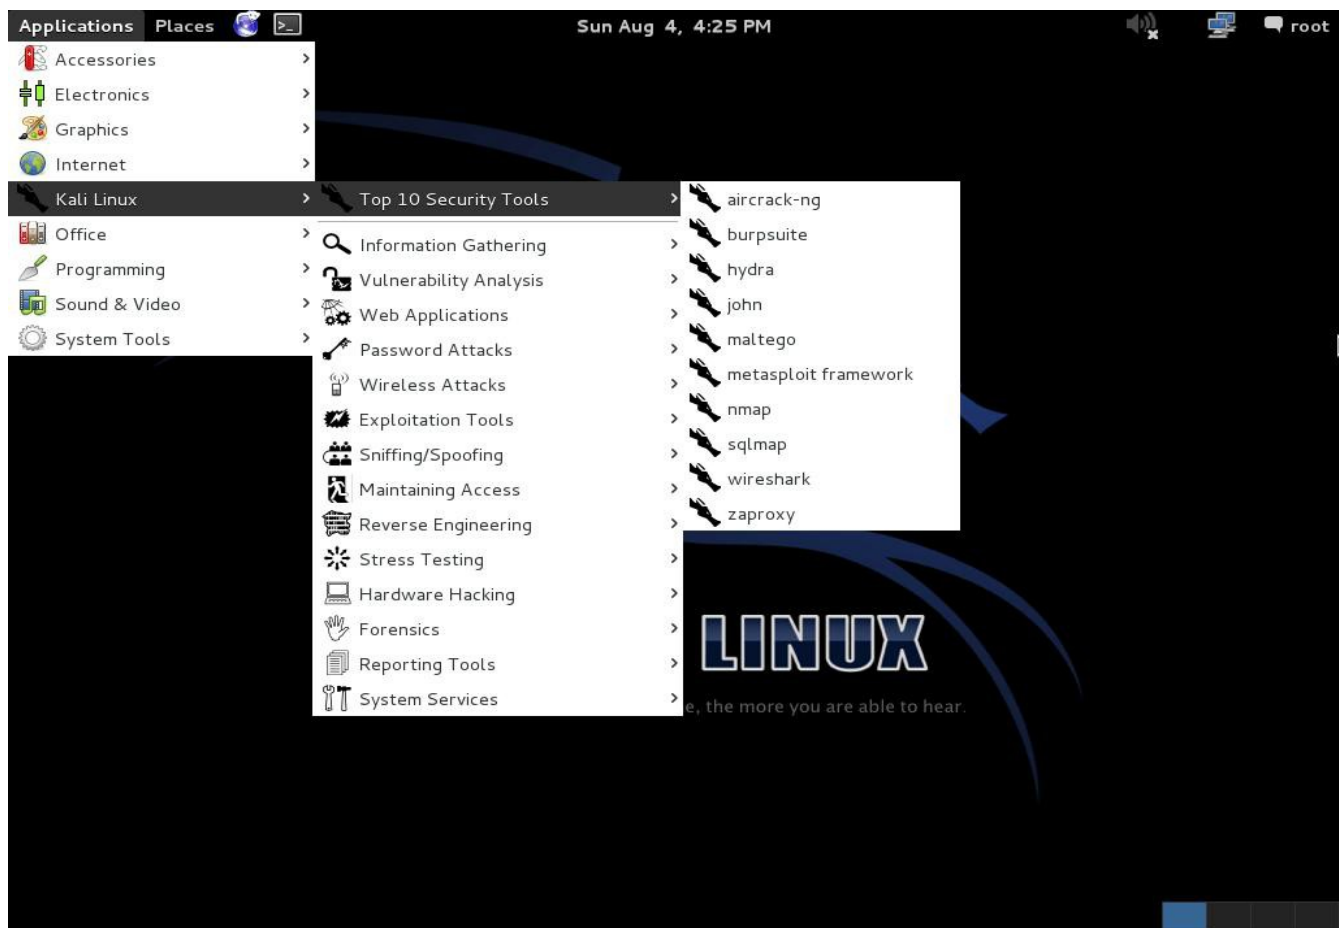 Applications Places Sun Aug 4, 4:25 PM root
Accessories
Electronics
Graphics
Internet
Kali Linux
Office
Programming
Sound & Video
System Tools
Top 10 Security Tools
Information Gathering
Vulnerability Analysis
Web Applications
Password Attacks
Wireless Attacks
Exploitation Tools
Sniffing/Spoofing
Maintaining Access
Reverse Engineering
Stress Testing
Hardware Hacking
Forensics
Reporting Tools
System Services
aircrack-ng
burpsuite
hydra
john
maltego
metasploit framework
nmap
sqlmap
wireshark
zaproxy
LINUX
e, the more you are able to hear.